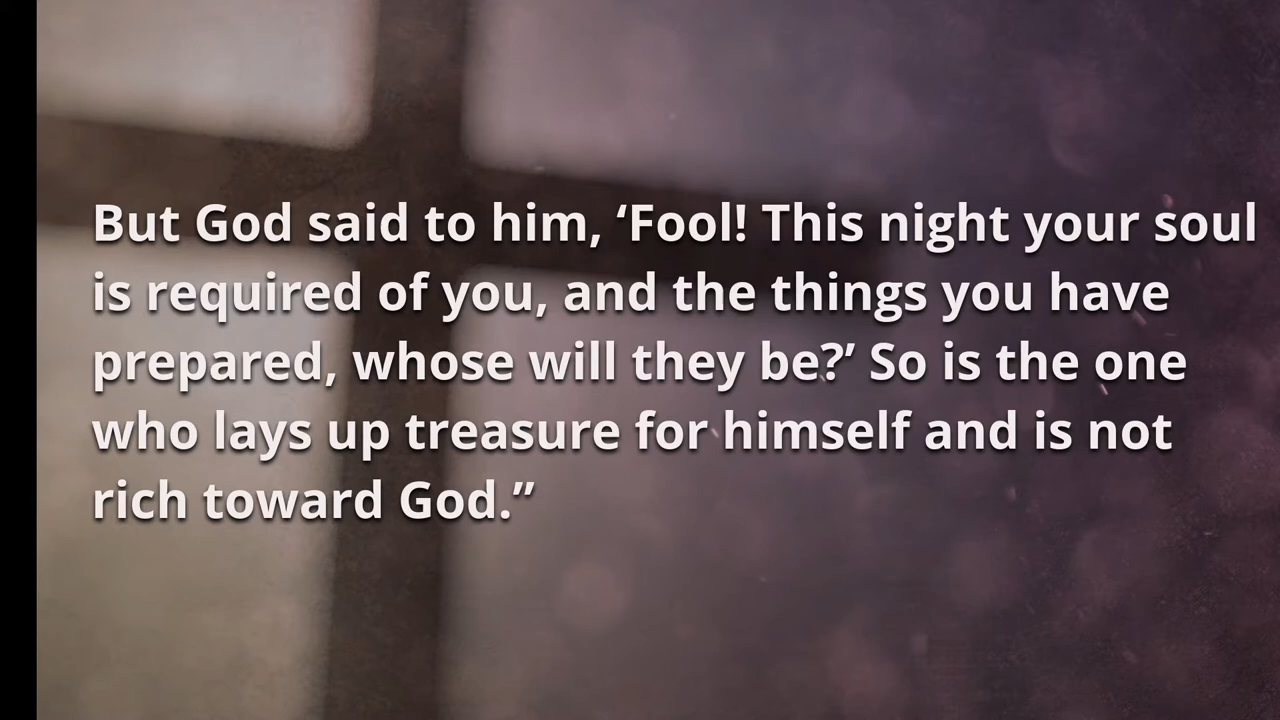 But God said to him, ‘Fool! This night your soul
is required of you, and the things you have
prepared, whose will they be?’ So is the one
who lays up treasure for himself and is not
rich toward God.”